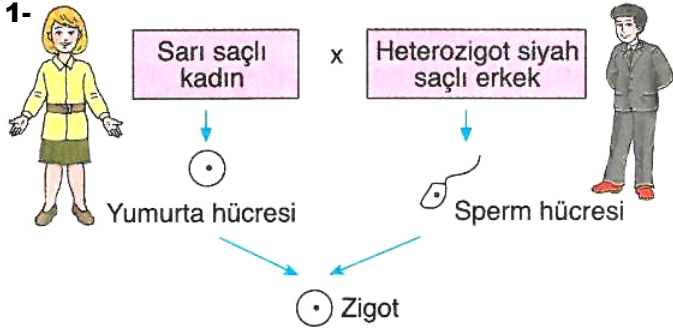 1-
Sarı saçlı
kadın
x
Heterozigot siyah
saçlı erkek
Yumurta hücresi
Sperm hücresi
Zigot